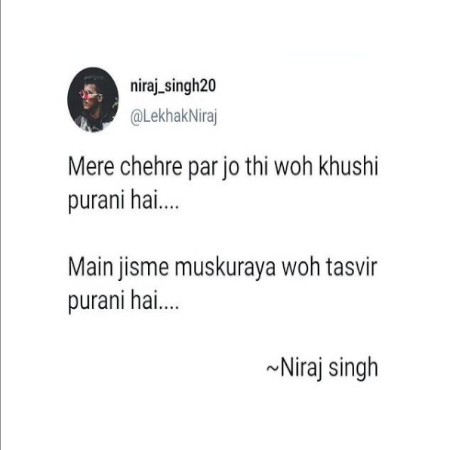 niraj_singh20
@LekhakNiraj
Mere chehre par jo thi woh khushi
purani hai....
Main jisme muskuraya woh tasvir
purani hai....
~Niraj singh